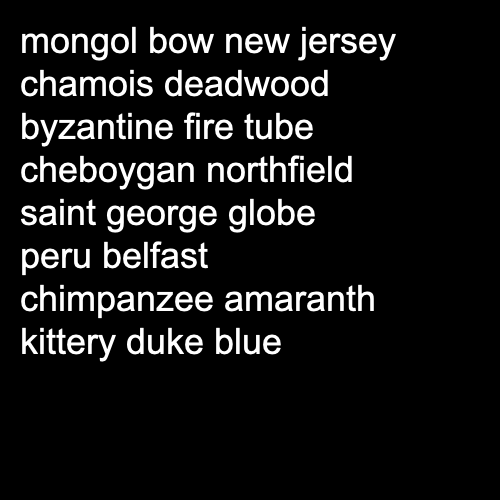 mongol bow new jersey
chamois deadwood
byzantine fire tube
cheboygan northfield
saint george globe
peru belfast
chimpanzee amaranth
kittery duke blue